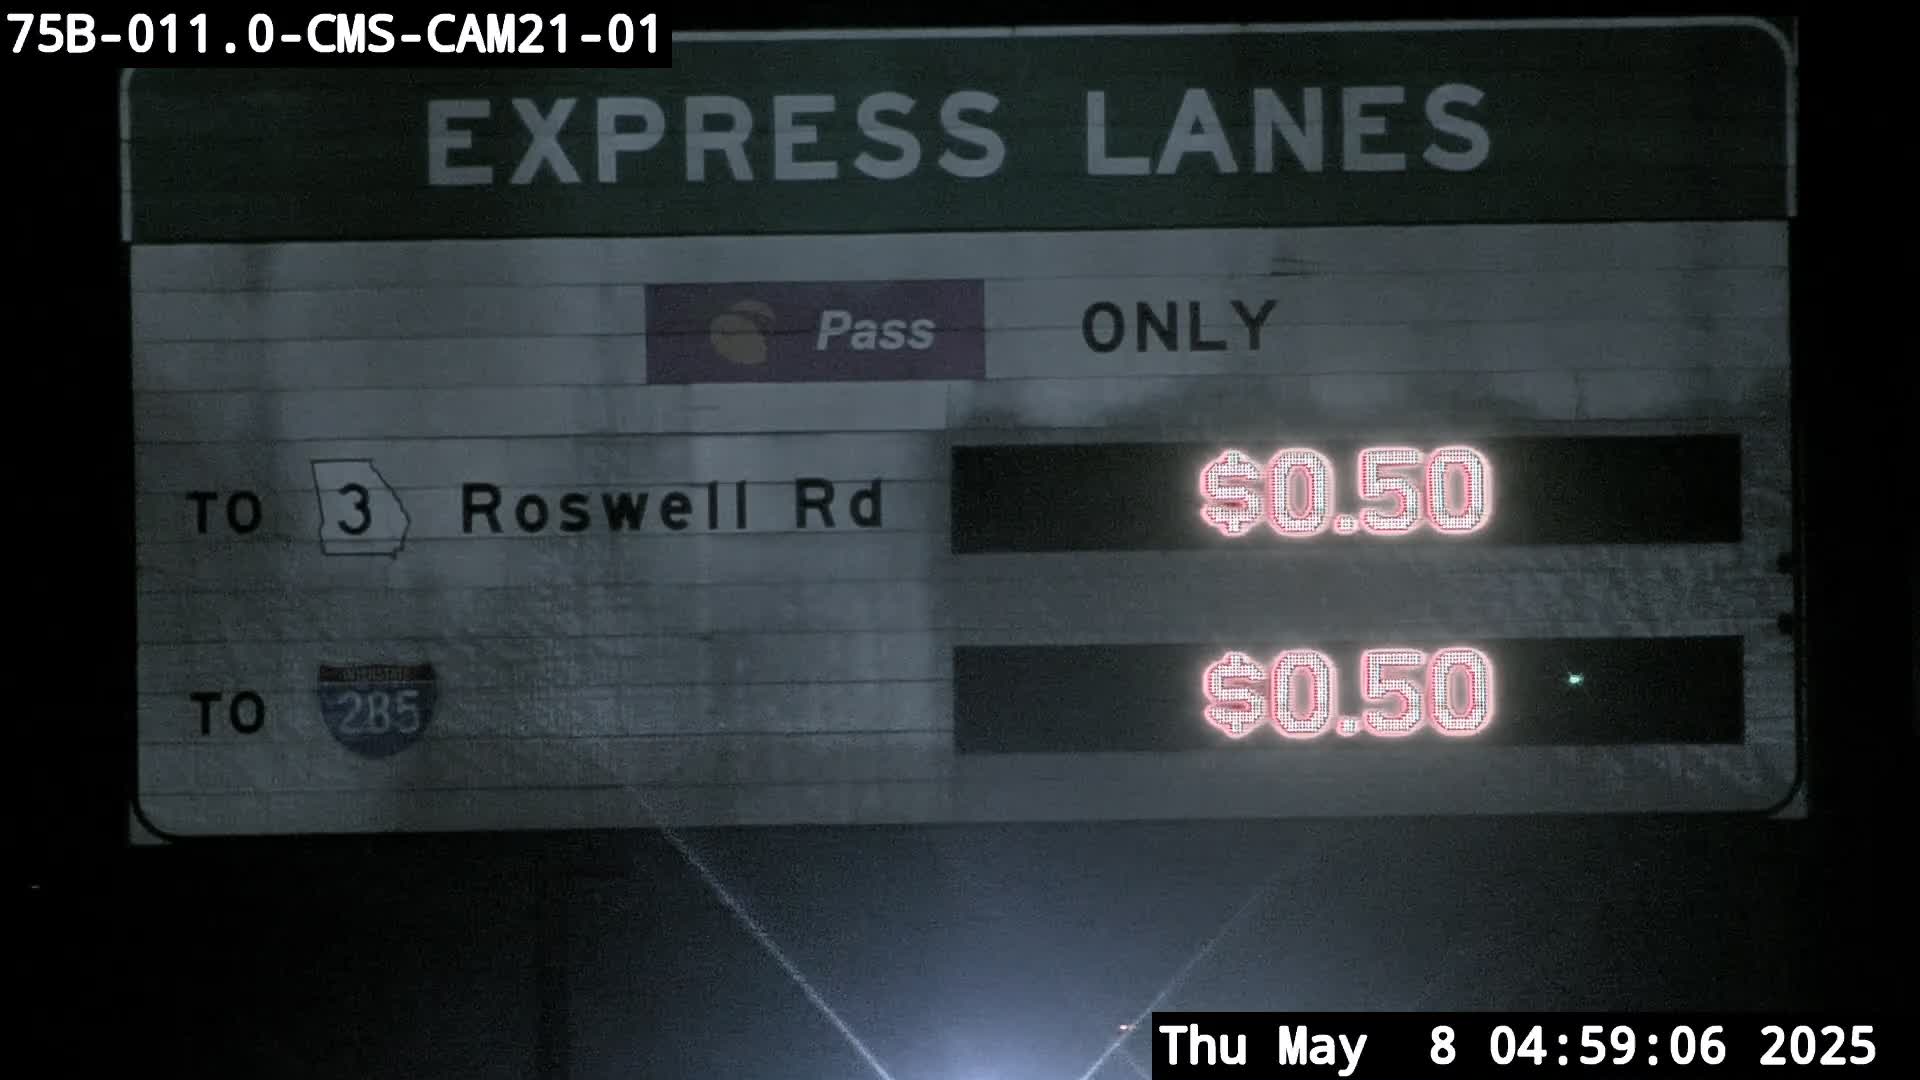 75B-011.0-CMS-CAM21-01
EXPRESS LANES
Pass ONLY
TO 3 Roswell Rd $0.50
INTERSTATE
TO 285 $0.50
Thu May 8 04:59:06 2025